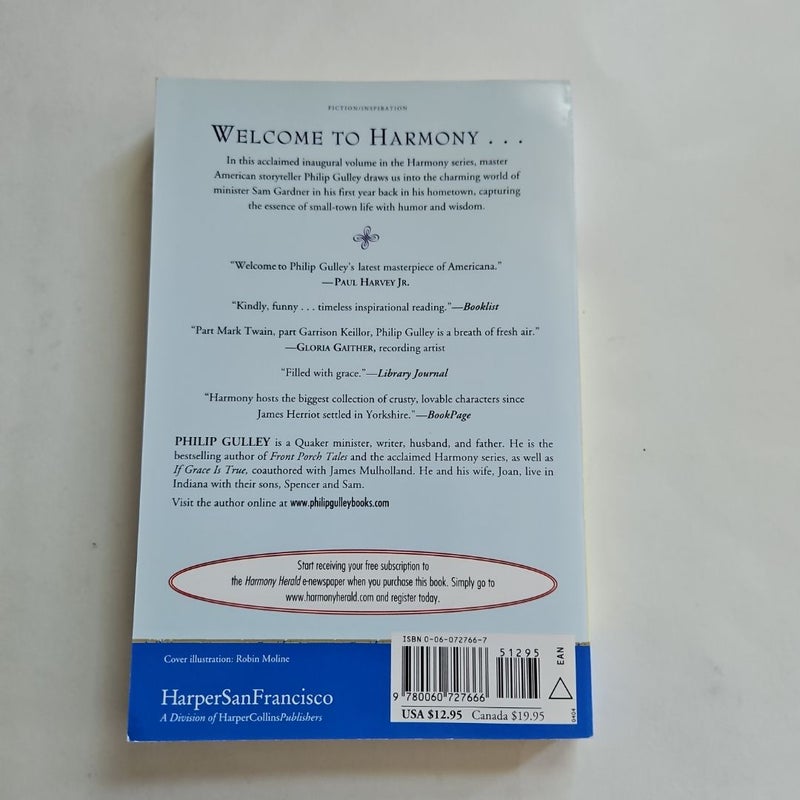 FICTION/INSPIRATION
WELCOME TO HARMONY . . .
In this acclaimed inaugural volume in the Harmony series, master
American storyteller Philip Gulley draws us into the charming world of
minister Sam Gardner in his first year back in his hometown, capturing
the essence of small-town life with humor and wisdom.
“Welcome to Philip Gulley’s latest masterpiece of Americana.”
—PAUL HARVEY JR.
“Kindly, funny . . . timeless inspirational reading.”—Booklist
“Part Mark Twain, part Garrison Keillor, Philip Gulley is a breath of fresh air.”
—GLORIA GAITHER, recording artist
“Filled with grace.”—Library Journal
“Harmony hosts the biggest collection of crusty, lovable characters since
James Herriot settled in Yorkshire.”—BookPage
PHILIP GULLEY is a Quaker minister, writer, husband, and father. He is the
bestselling author of Front Porch Tales and the acclaimed Harmony series, as well as
If Grace Is True, coauthored with James Mulholland. He and his wife, Joan, live in
Indiana with their sons, Spencer and Sam.
Visit the author online at www.philipgulleybooks.com
Start receiving your free subscription to
the Harmony Herald e-newspaper when you purchase this book. Simply go to
www.harmonyherald.com and register today.
Cover illustration: Robin Moline
HarperSanFrancisco
A Division of HarperCollinsPublishers
ISBN 0-06-072766-7
51295
EAN
9 780060 727666
USA $12.95 Canada $19.95
0404